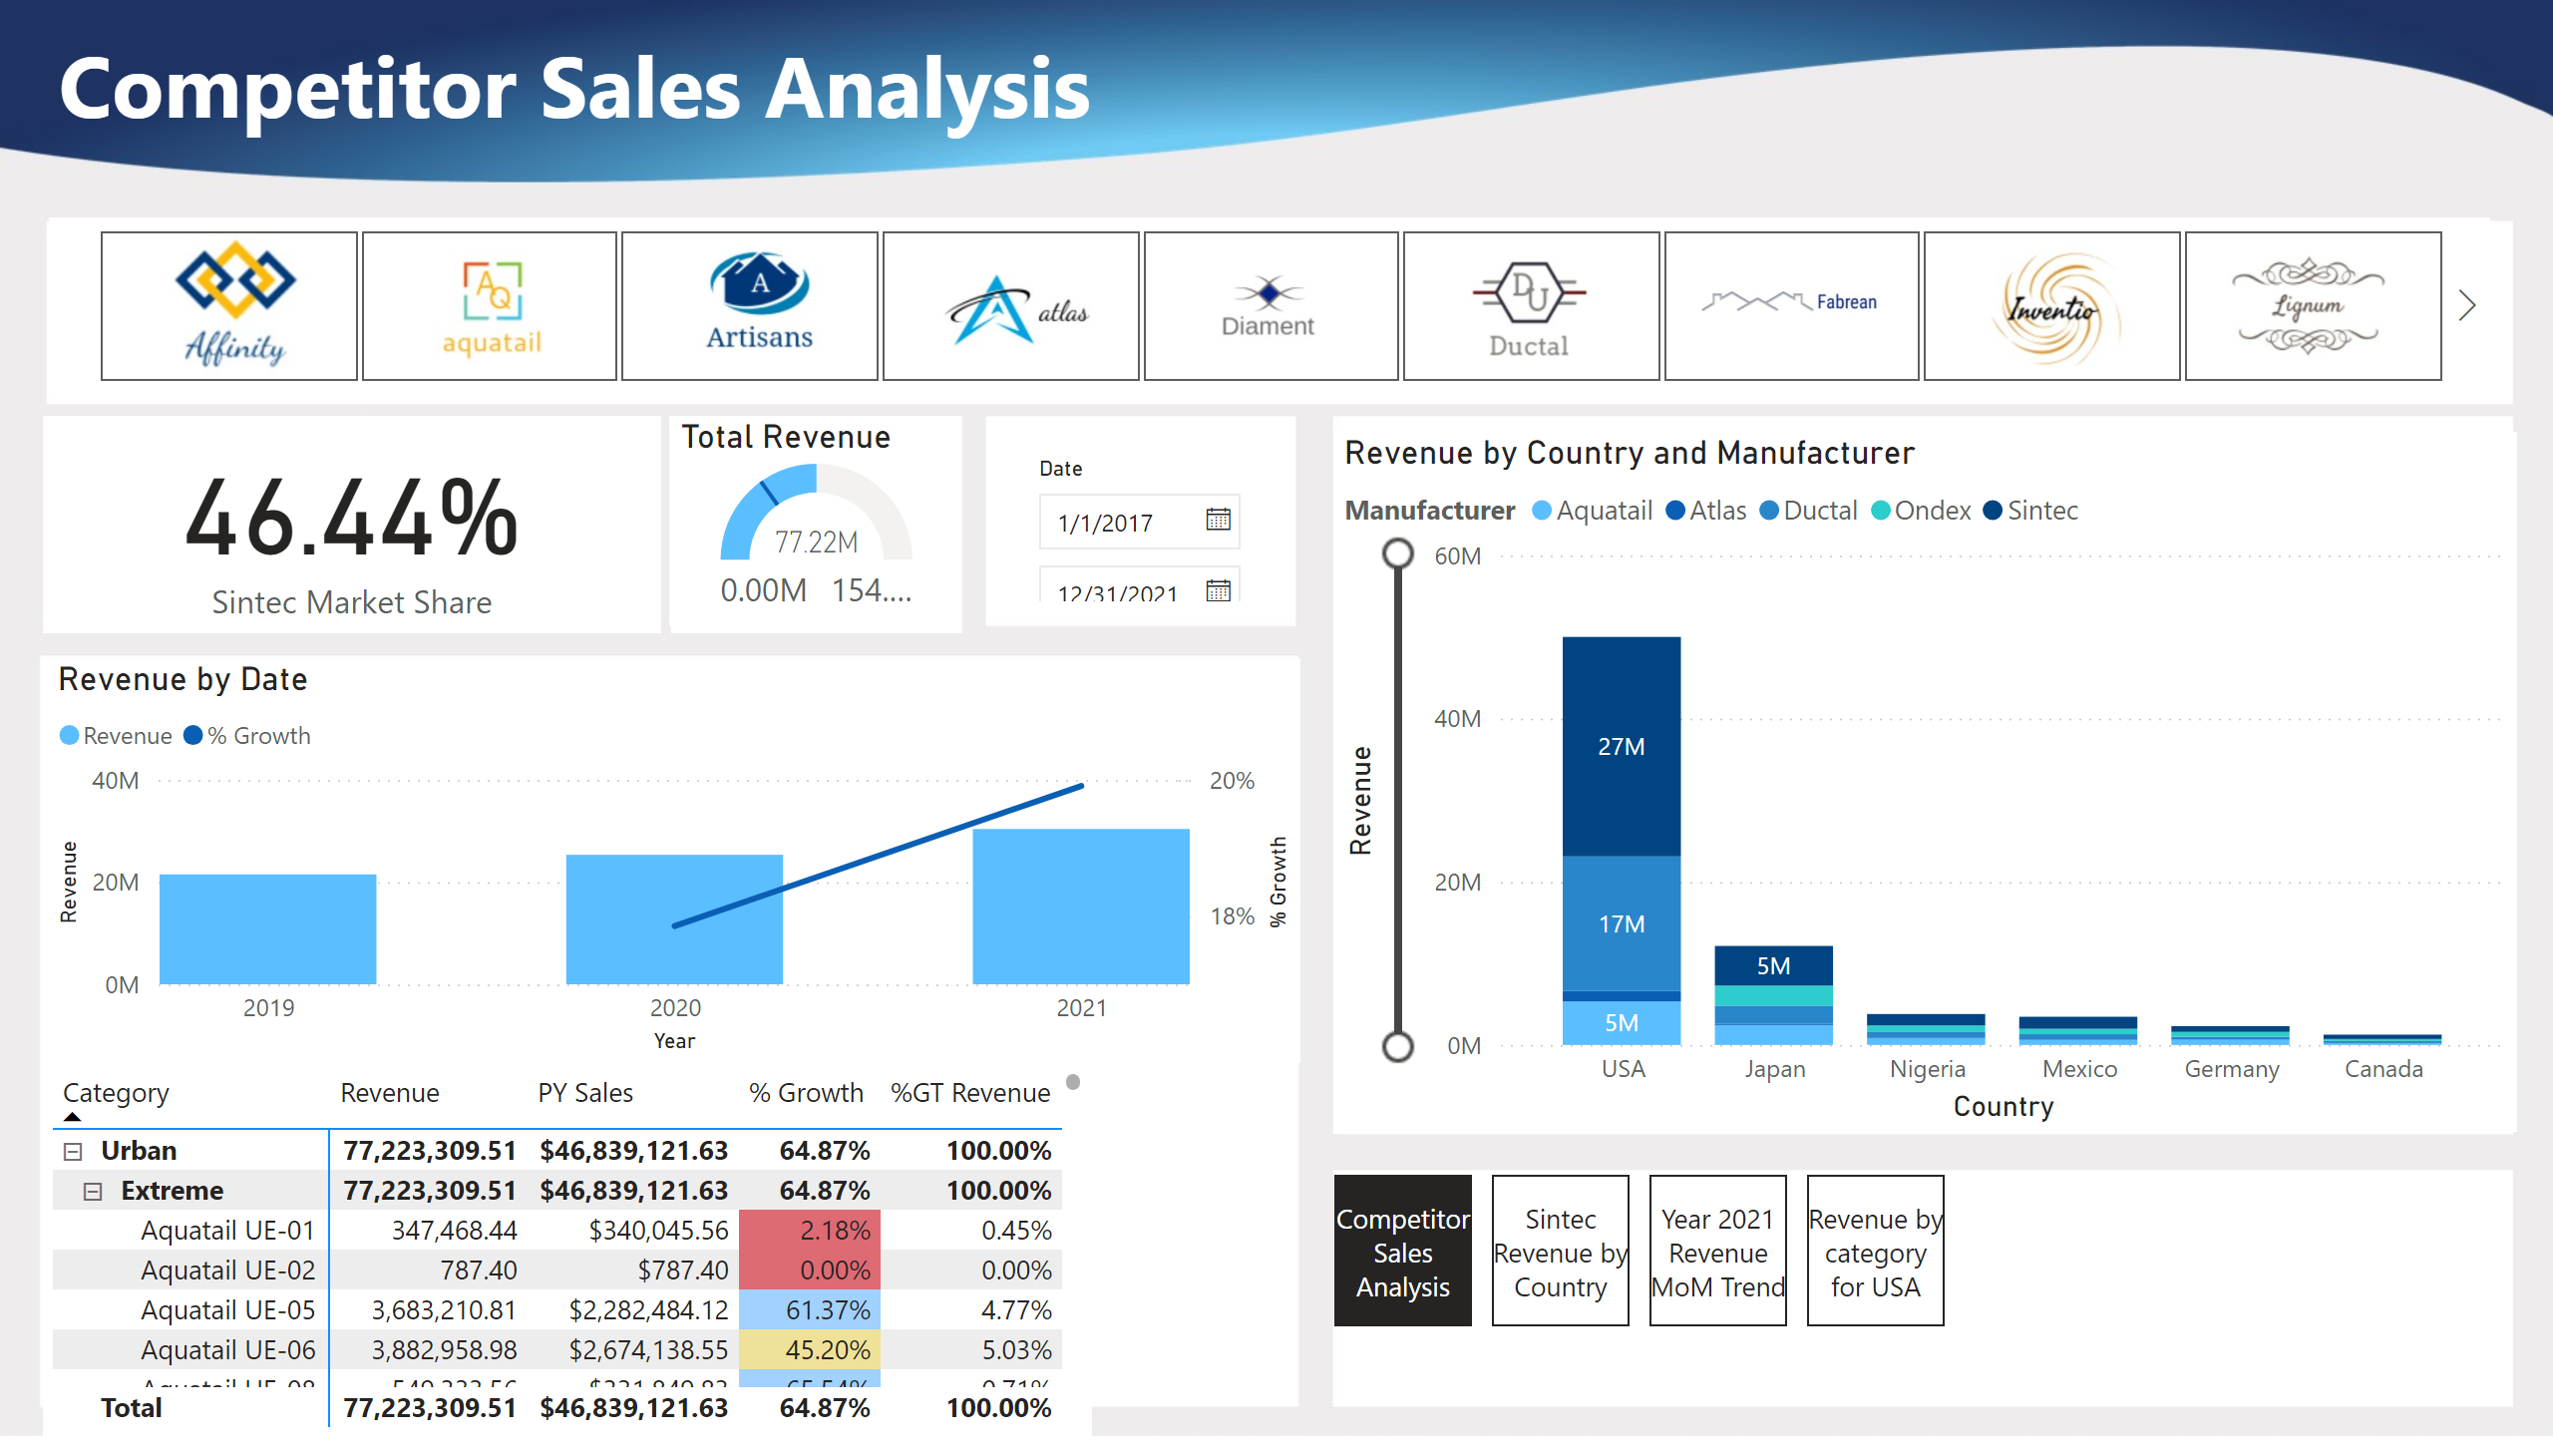 Competitor Sales Analysis
Affinity
AQ
aquatail
A
Artisans
atlas
Diament
DU
Ductal
Fabrean
Inventio
Lignum
46.44%
Sintec Market Share
Total Revenue
77.22M
0.00M 154....
Date
1/1/2017
12/31/2021
Revenue by Country and Manufacturer
Manufacturer Aquatail Atlas Ductal Ondex Sintec
60M
40M
20M
0M
Revenue
27M
17M
5M
5M
USA Japan Nigeria Mexico Germany Canada
Country
Revenue by Date
Revenue % Growth
40M
20M
0M
Revenue
20%
18%
% Growth
2019 2020 2021
Year
Category Revenue PY Sales % Growth %GT Revenue
Urban 77,223,309.51 $46,839,121.63 64.87% 100.00%
Extreme 77,223,309.51 $46,839,121.63 64.87% 100.00%
Aquatail UE-01 347,468.44 $340,045.56 2.18% 0.45%
Aquatail UE-02 787.40 $787.40 0.00% 0.00%
Aquatail UE-05 3,683,210.81 $2,282,484.12 61.37% 4.77%
Aquatail UE-06 3,882,958.98 $2,674,138.55 45.20% 5.03%
Total 77,223,309.51 $46,839,121.63 64.87% 100.00%
Competitor
Sales
Analysis
Sintec
Revenue by
Country
Year 2021
Revenue
MoM Trend
Revenue by
category
for USA